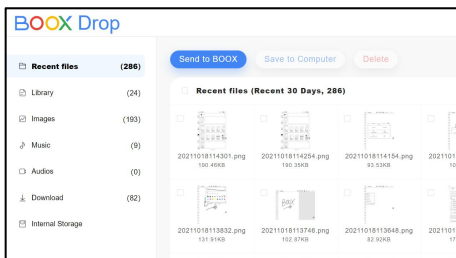 BOOX Drop
Recent files (286)
Library (24)
Images (193)
Music (9)
Audios (0)
Download (82)
Internal Storage
Send to BOOX Save to Computer Delete
Recent files (Recent 30 Days, 286)
20211018114301.png 20211018114254.png 20211018114154.png
190.46KB 190.35KB 93.53KB
20211018113832.png 20211018113748.png 20211018113648.png
131.91KB 102.87KB 82.92KB